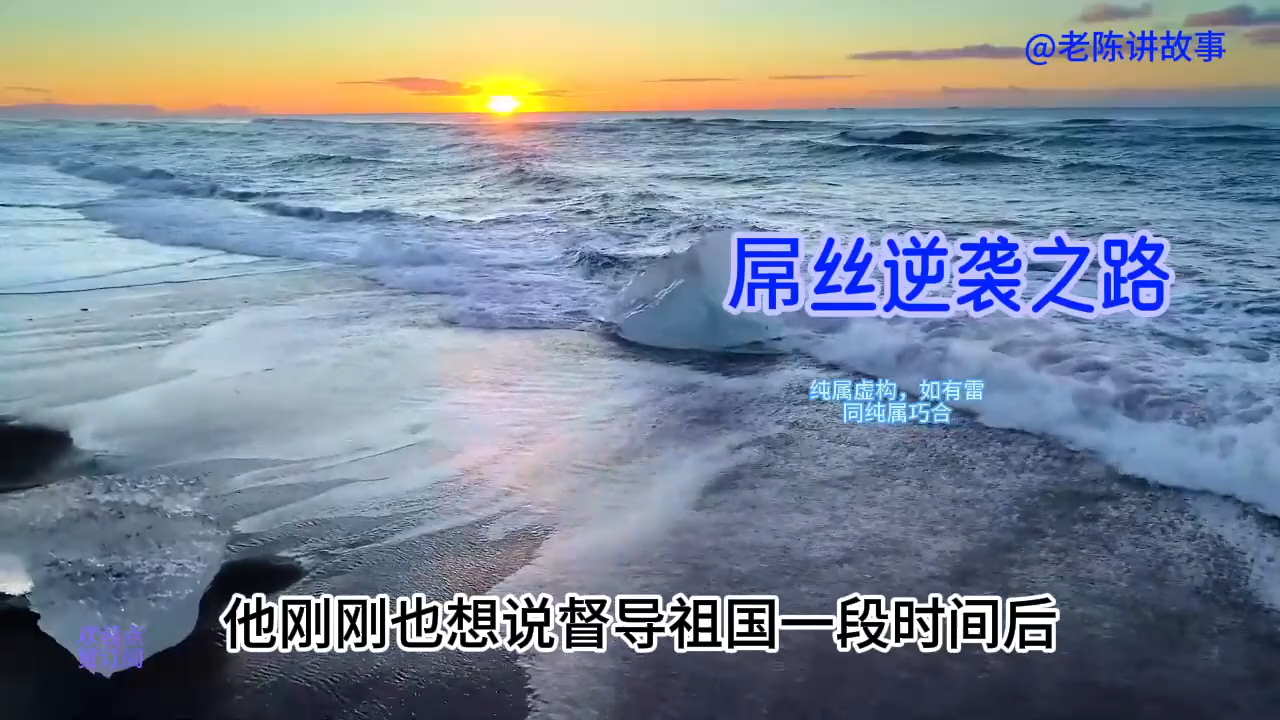 @老陈讲故事
屌丝逆袭之路
纯属虚构，如有雷
同纯属巧合
他刚刚也想说督导祖国一段时间后